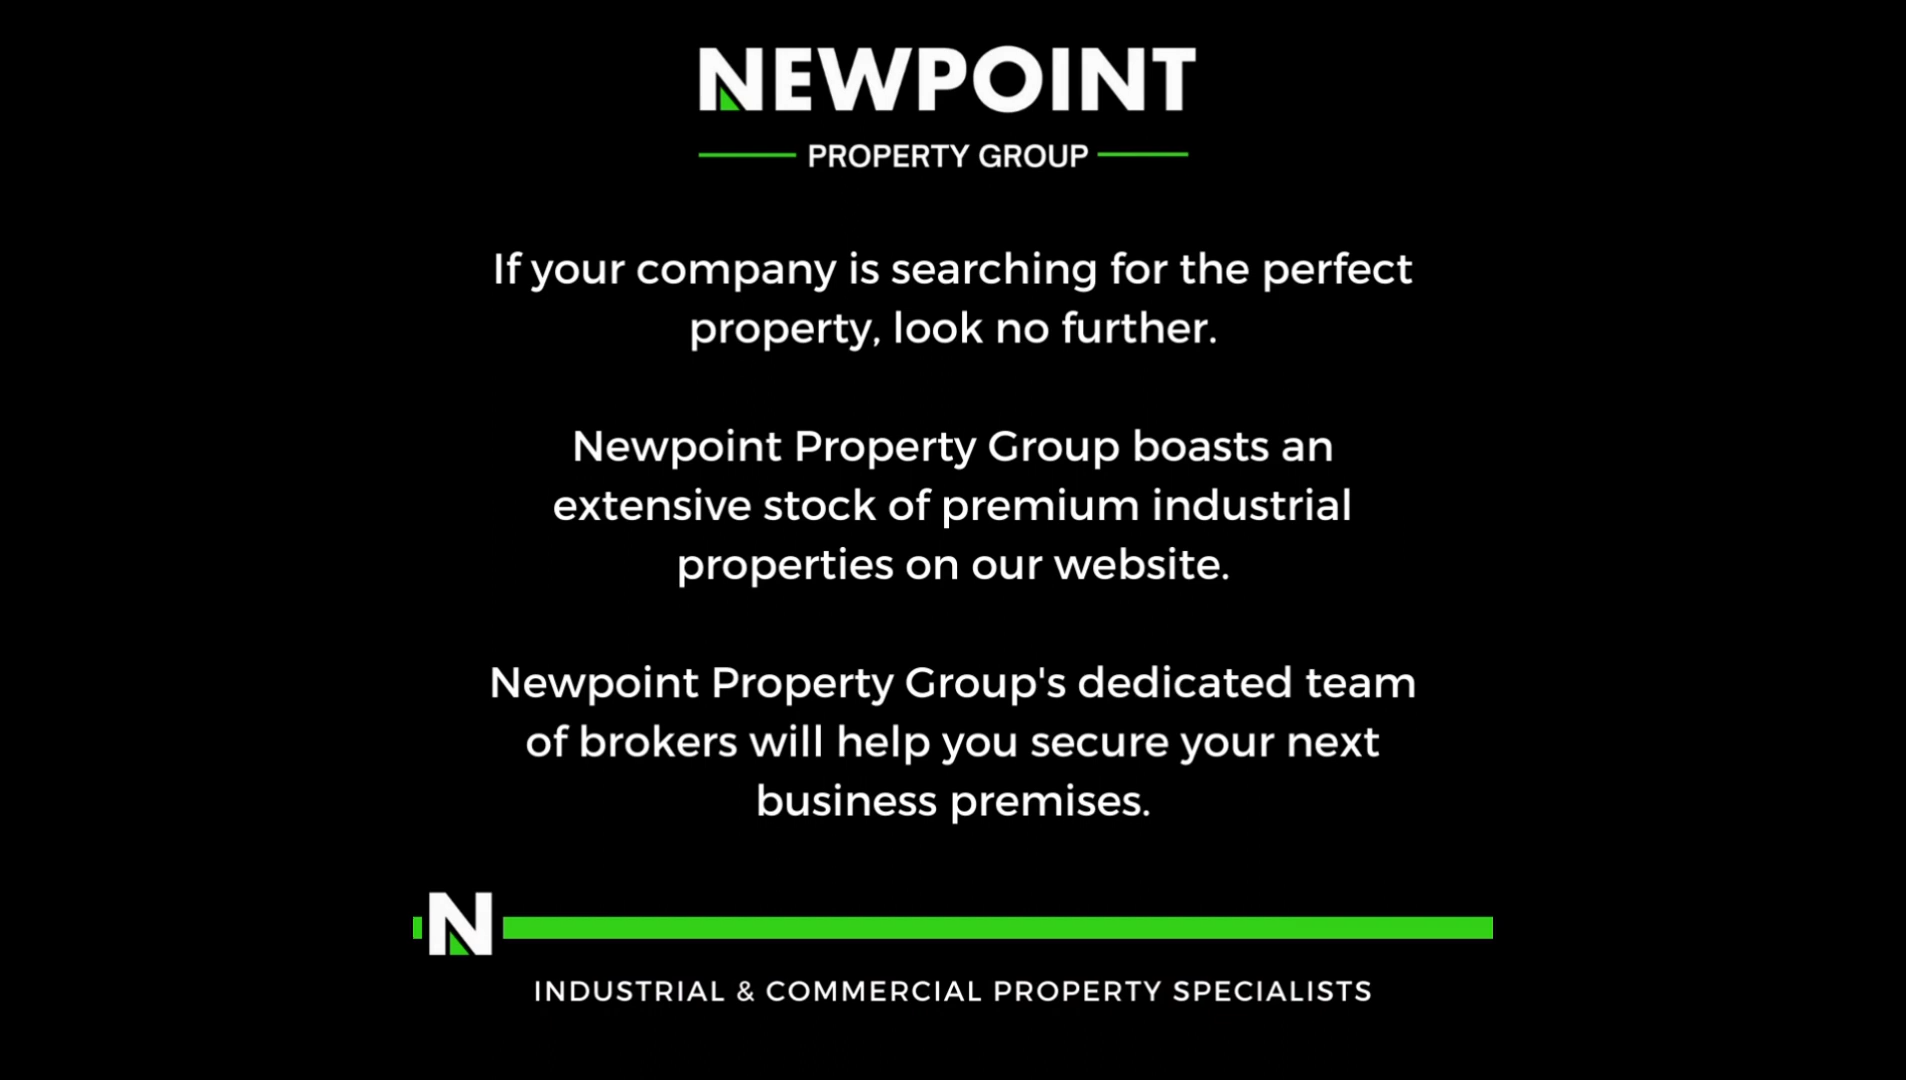 NEWPOINT
PROPERTY GROUP
If your company is searching for the perfect
property, look no further.
Newpoint Property Group boasts an
extensive stock of premium industrial
properties on our website.
Newpoint Property Group's dedicated team
of brokers will help you secure your next
business premises.
N
INDUSTRIAL & COMMERCIAL PROPERTY SPECIALISTS